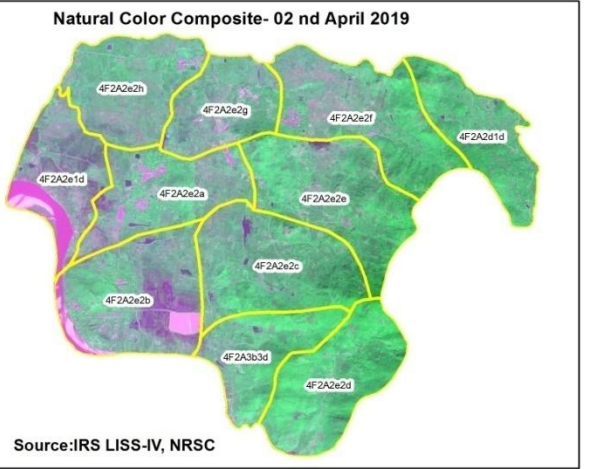 Natural Color Composite- 02 nd April 2019
4F2A2e2h
4F2A2e2g
4F2A2e2f
4F2A2d1d
4F2A2e1d
4F2A2e2a
4F2A2e2e
4F2A2e2c
4F2A2e2b
4F2A3b3d
4F2A2e2d
Source:IRS LISS-IV, NRSC